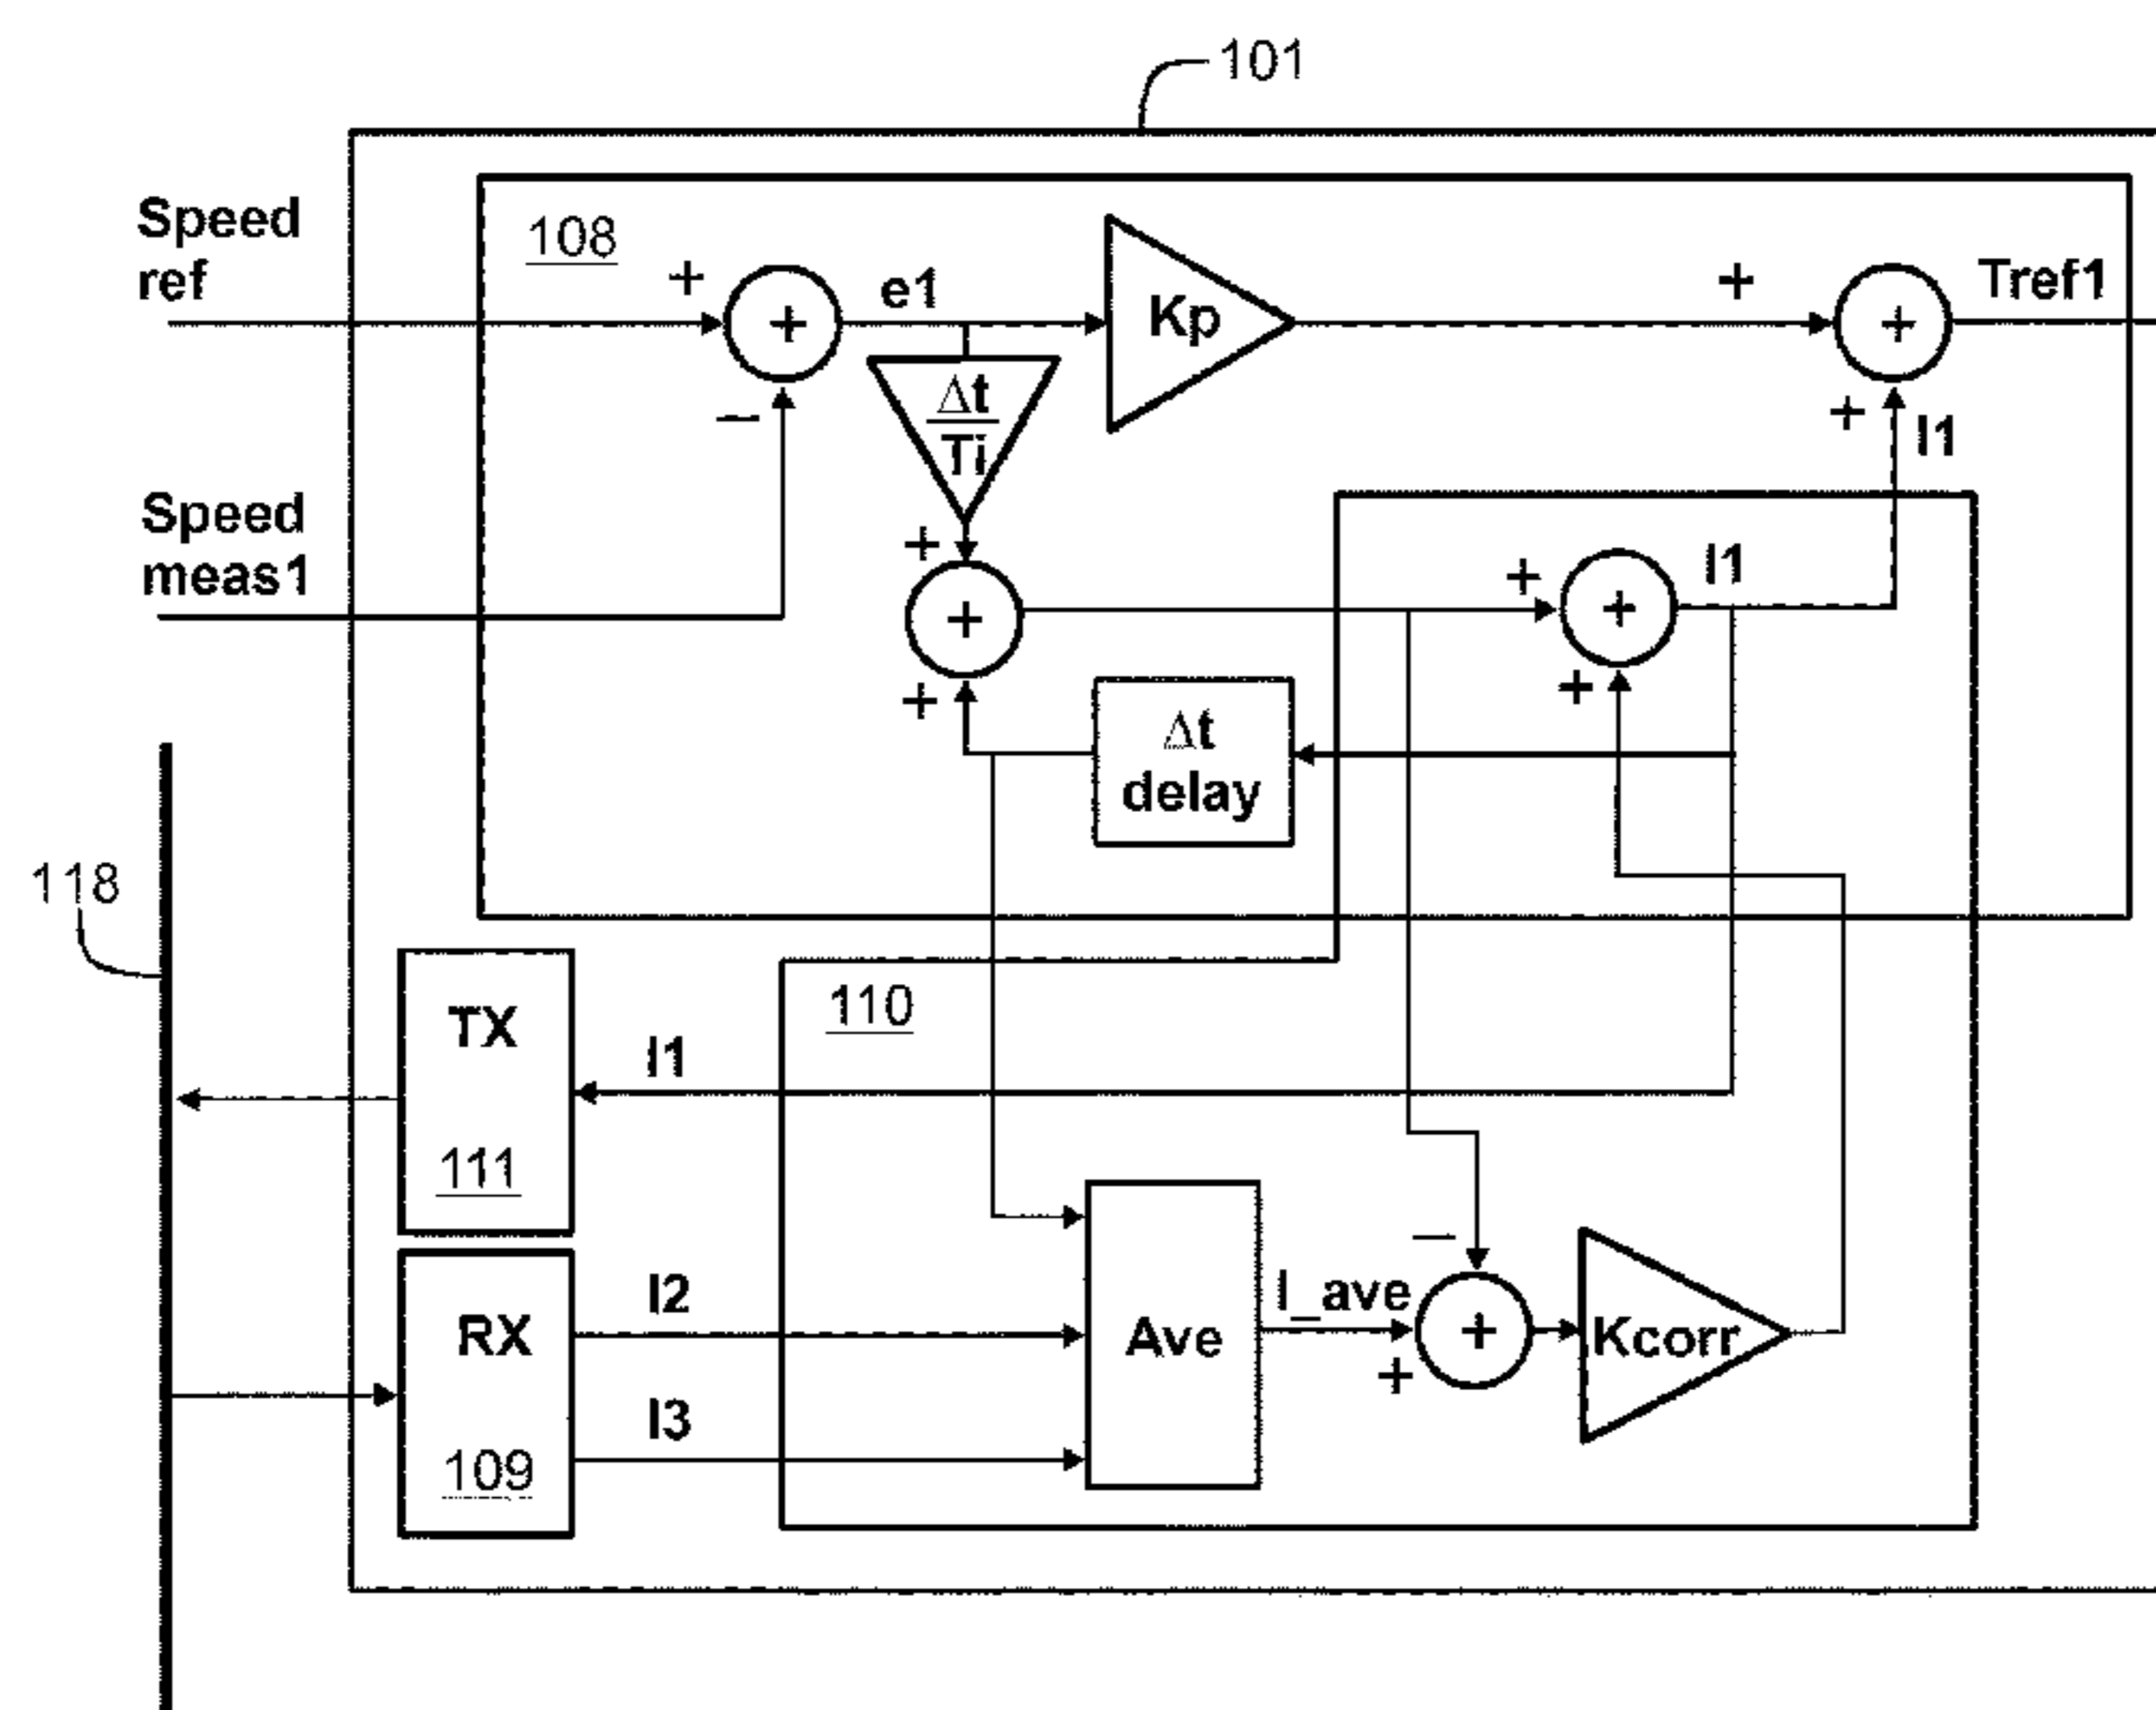 101
Speed
ref
108
+
+
e1
Kp
+
+
Tref1
Δt
Ti
−
+
I1
Speed
meas1
+
+
+
+
I1
+
+
Δt
delay
118
TX
111
110
I1
RX
109
I2
I3
Ave
I_ave
−
+
+
Kcorr